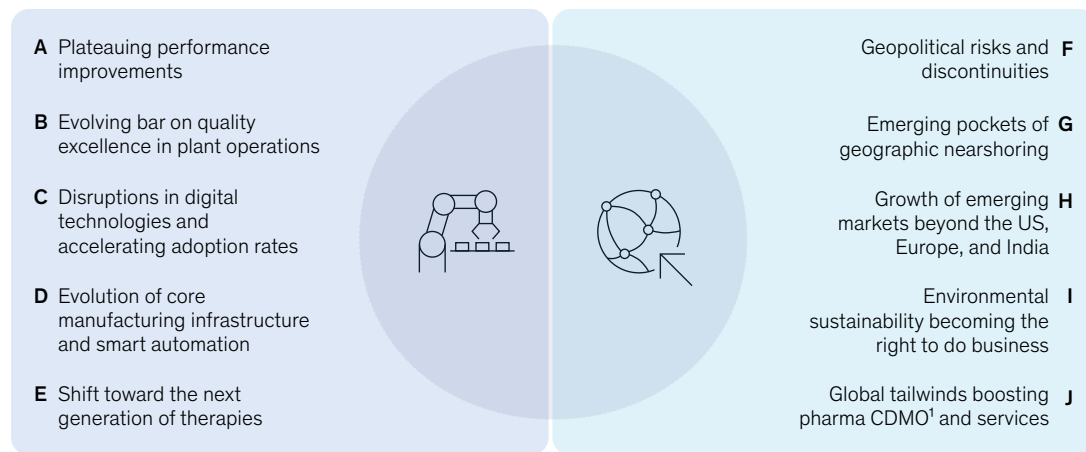 A Plateauing performance
improvements
B Evolving bar on quality
excellence in plant operations
C Disruptions in digital
technologies and
accelerating adoption rates
D Evolution of core
manufacturing infrastructure
and smart automation
E Shift toward the next
generation of therapies
Geopolitical risks and F
discontinuities
Emerging pockets of G
geographic nearshoring
Growth of emerging H
markets beyond the US,
Europe, and India
Environmental I
sustainability becoming the
right to do business
Global tailwinds boosting J
pharma CDMO¹ and services